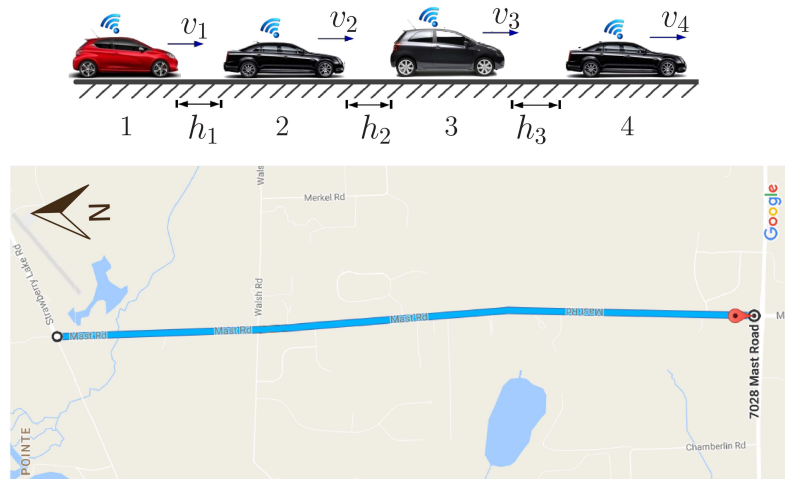 v₁ v₂ v₃ v₄
1 h₁ 2 h₂ 3 h₃ 4
Wals
Merkel Rd
N
Google
Strawberry Lake Rd
Walsh Rd
Mast Rd
Mast Rd
Mast Rd
Mast Rd
M
7028 Mast Road
POINTE
Chamberlin Rd